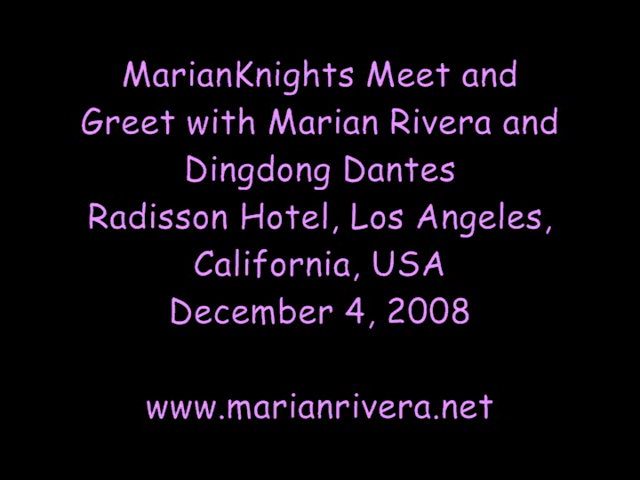 MarianKnights Meet and
Greet with Marian Rivera and
Dingdong Dantes
Radisson Hotel, Los Angeles,
California, USA
December 4, 2008
www.marianrivera.net